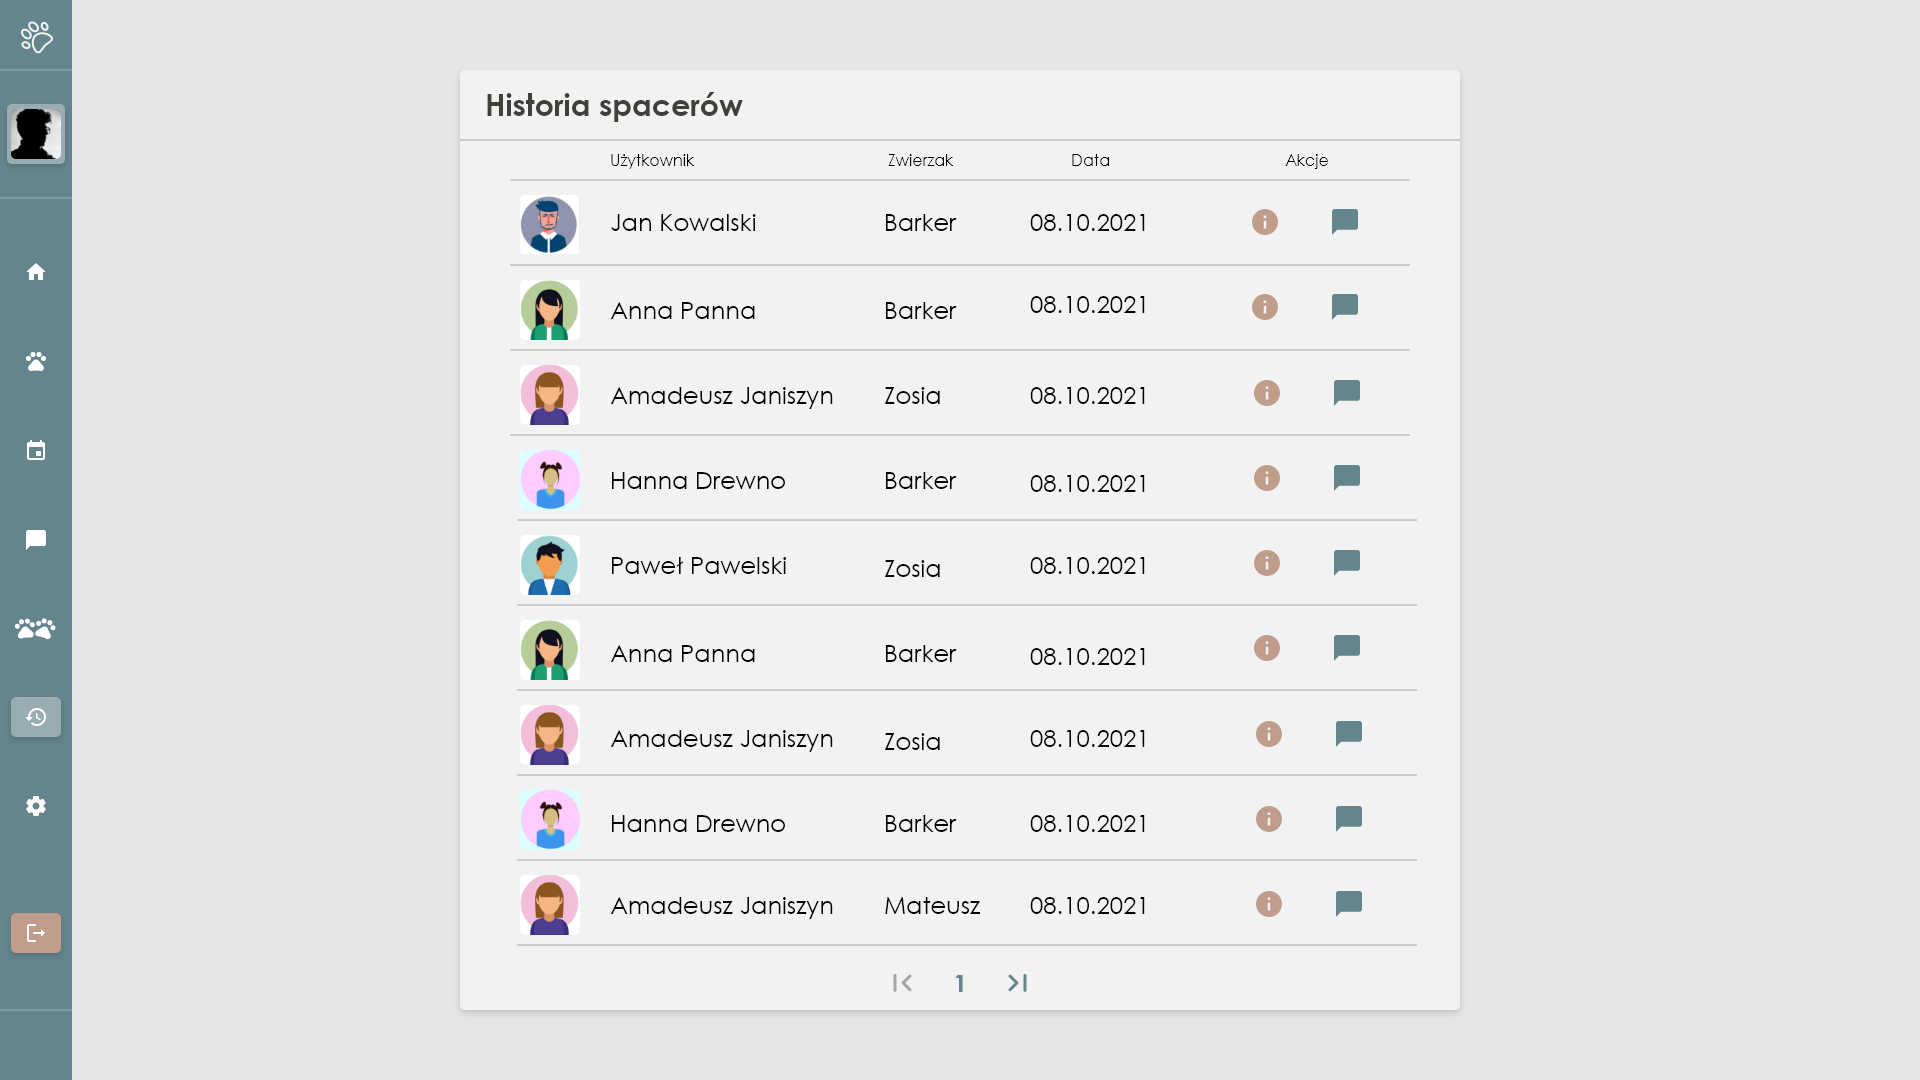 Historia spacerów
Użytkownik Zwierzak Data Akcje
Jan Kowalski Barker 08.10.2021
Anna Panna Barker 08.10.2021
Amadeusz Janiszyn Zosia 08.10.2021
Hanna Drewno Barker 08.10.2021
Paweł Pawelski Zosia 08.10.2021
Anna Panna Barker 08.10.2021
Amadeusz Janiszyn Zosia 08.10.2021
Hanna Drewno Barker 08.10.2021
Amadeusz Janiszyn Mateusz 08.10.2021
1